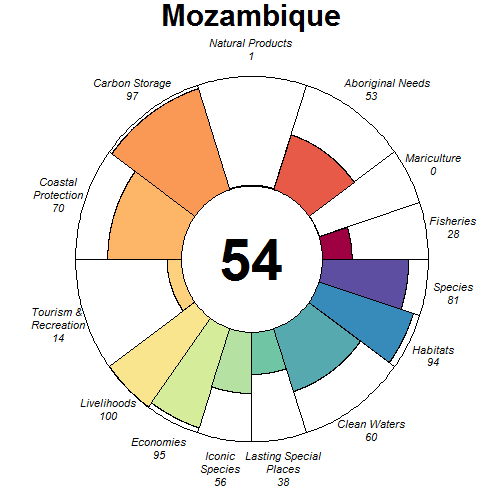 Mozambique
Natural Products
1
Carbon Storage
97
Aboriginal Needs
53
Mariculture
0
Coastal
Protection
70
Fisheries
28
54
Species
81
Tourism &
Recreation
14
Habitats
94
Livelihoods
100
Clean Waters
60
Economies
95
Iconic
Species
56
Lasting Special
Places
38